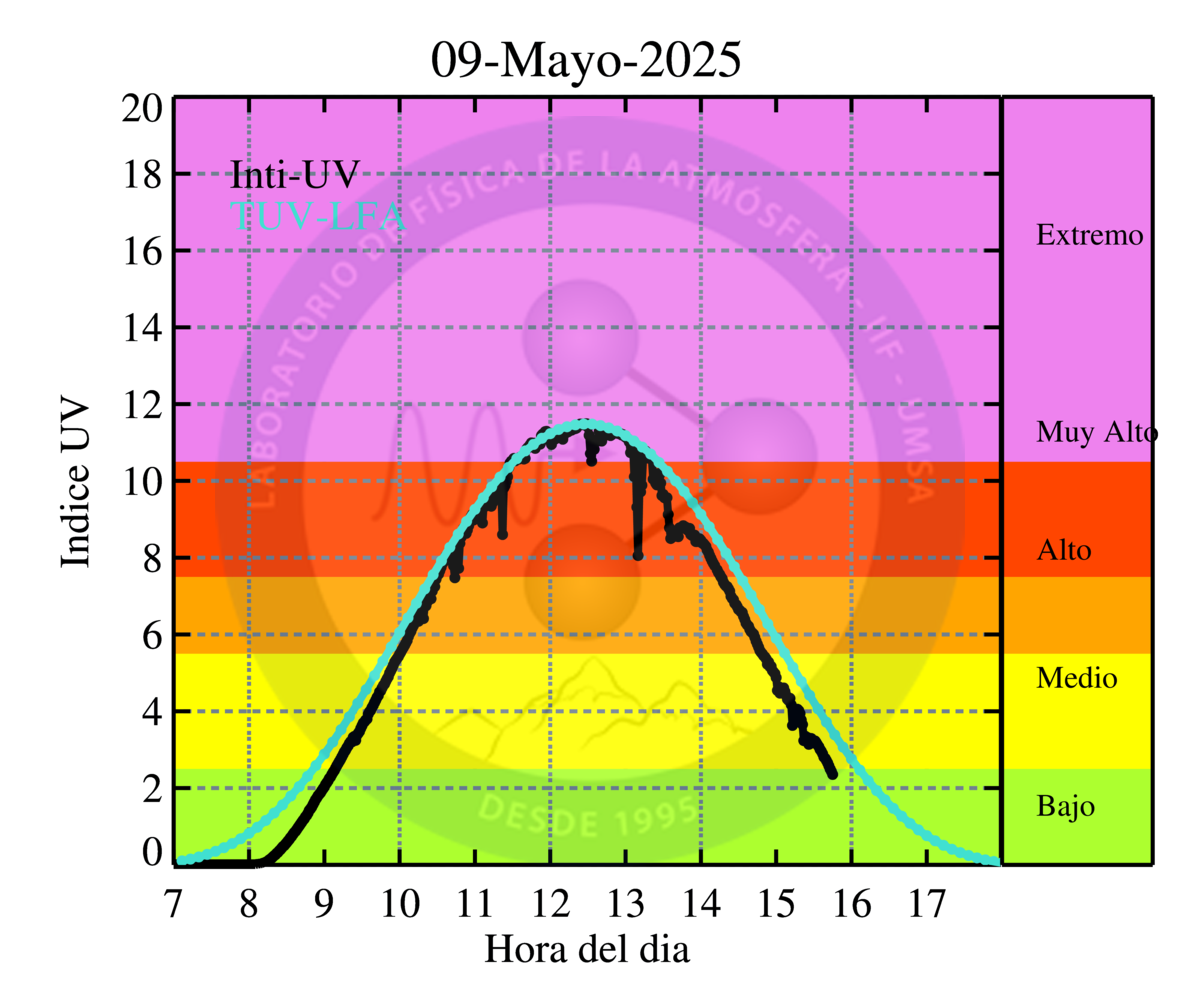 09-Mayo-2025
Indice UV
20
18
16
14
12
10
8
6
4
2
0
Inti-UV
TUV-LFA
LABORATORIO DE FÍSICA DE LA ATMÓSFERA - IIF - UMSA
DESDE 1995
Extremo
Muy Alto
Alto
Medio
Bajo
7 8 9 10 11 12 13 14 15 16 17
Hora del dia